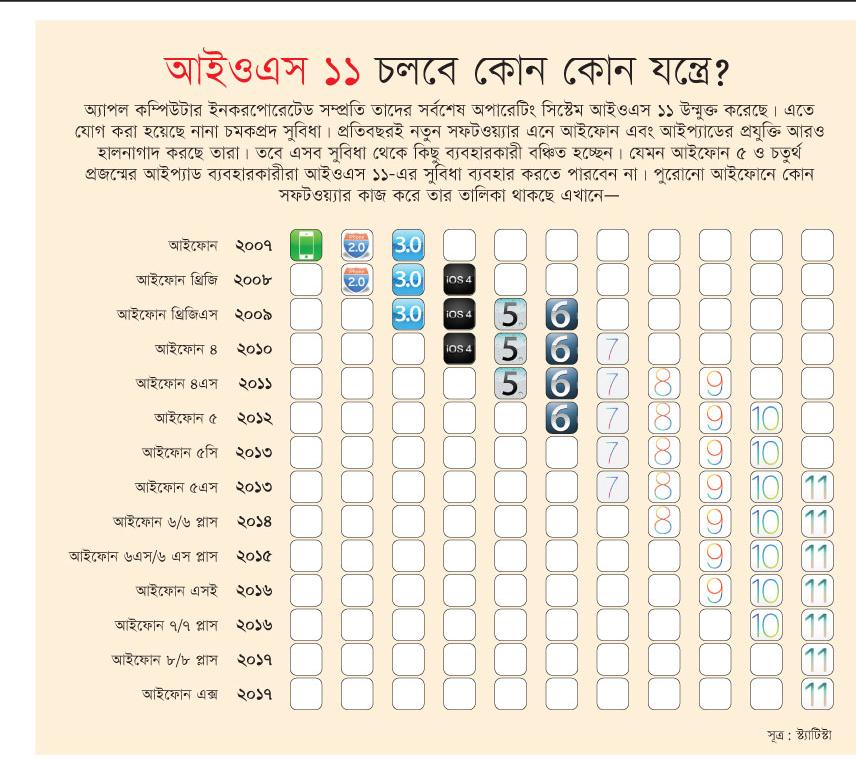 আইওএস ১১ চলবে কোন কোন যন্ত্রে?
অ্যাপল কম্পিউটার ইনকরপোরেটেড সম্প্রতি তাদের সর্বশেষ অপারেটিং সিস্টেম আইওএস ১১ উন্মুক্ত করেছে। এতে
যোগ করা হয়েছে নানা চমকপ্রদ সুবিধা। প্রতিবছরই নতুন সফটওয়্যার এনে আইফোন এবং আইপ্যাডের প্রযুক্তি আরও
হালনাগাদ করছে তারা। তবে এসব সুবিধা থেকে কিছু ব্যবহারকারী বঞ্চিত হচ্ছেন। যেমন আইফোন ৫ ও চতুর্থ
প্রজন্মের আইপ্যাড ব্যবহারকারীরা আইওএস ১১-এর সুবিধা ব্যবহার করতে পারবেন না। পুরোনো আইফোনে কোন
সফটওয়্যার কাজ করে তার তালিকা থাকছে এখানে—
আইফোন ২০০৭ iPhone 2.0 3.0
আইফোন থ্রিজি ২০০৮ iPhone 2.0 3.0 iOS 4
আইফোন থ্রিজিএস ২০০৯ 3.0 iOS 4 5 6
আইফোন ৪ ২০১০ iOS 4 5 6 7
আইফোন ৪এস ২০১১ 5 6 7 8 9
আইফোন ৫ ২০১২ 6 7 8 9 10
আইফোন ৫সি ২০১৩ 7 8 9 10
আইফোন ৫এস ২০১৩ 7 8 9 10 11
আইফোন ৬/৬ প্লাস ২০১৪ 8 9 10 11
আইফোন ৬এস/৬ এস প্লাস ২০১৫ 9 10 11
আইফোন এসই ২০১৬ 9 10 11
আইফোন ৭/৭ প্লাস ২০১৬ 10 11
আইফোন ৮/৮ প্লাস ২০১৭ 11
আইফোন এক্স ২০১৭ 11
সূত্র : স্ট্যাটিস্টা